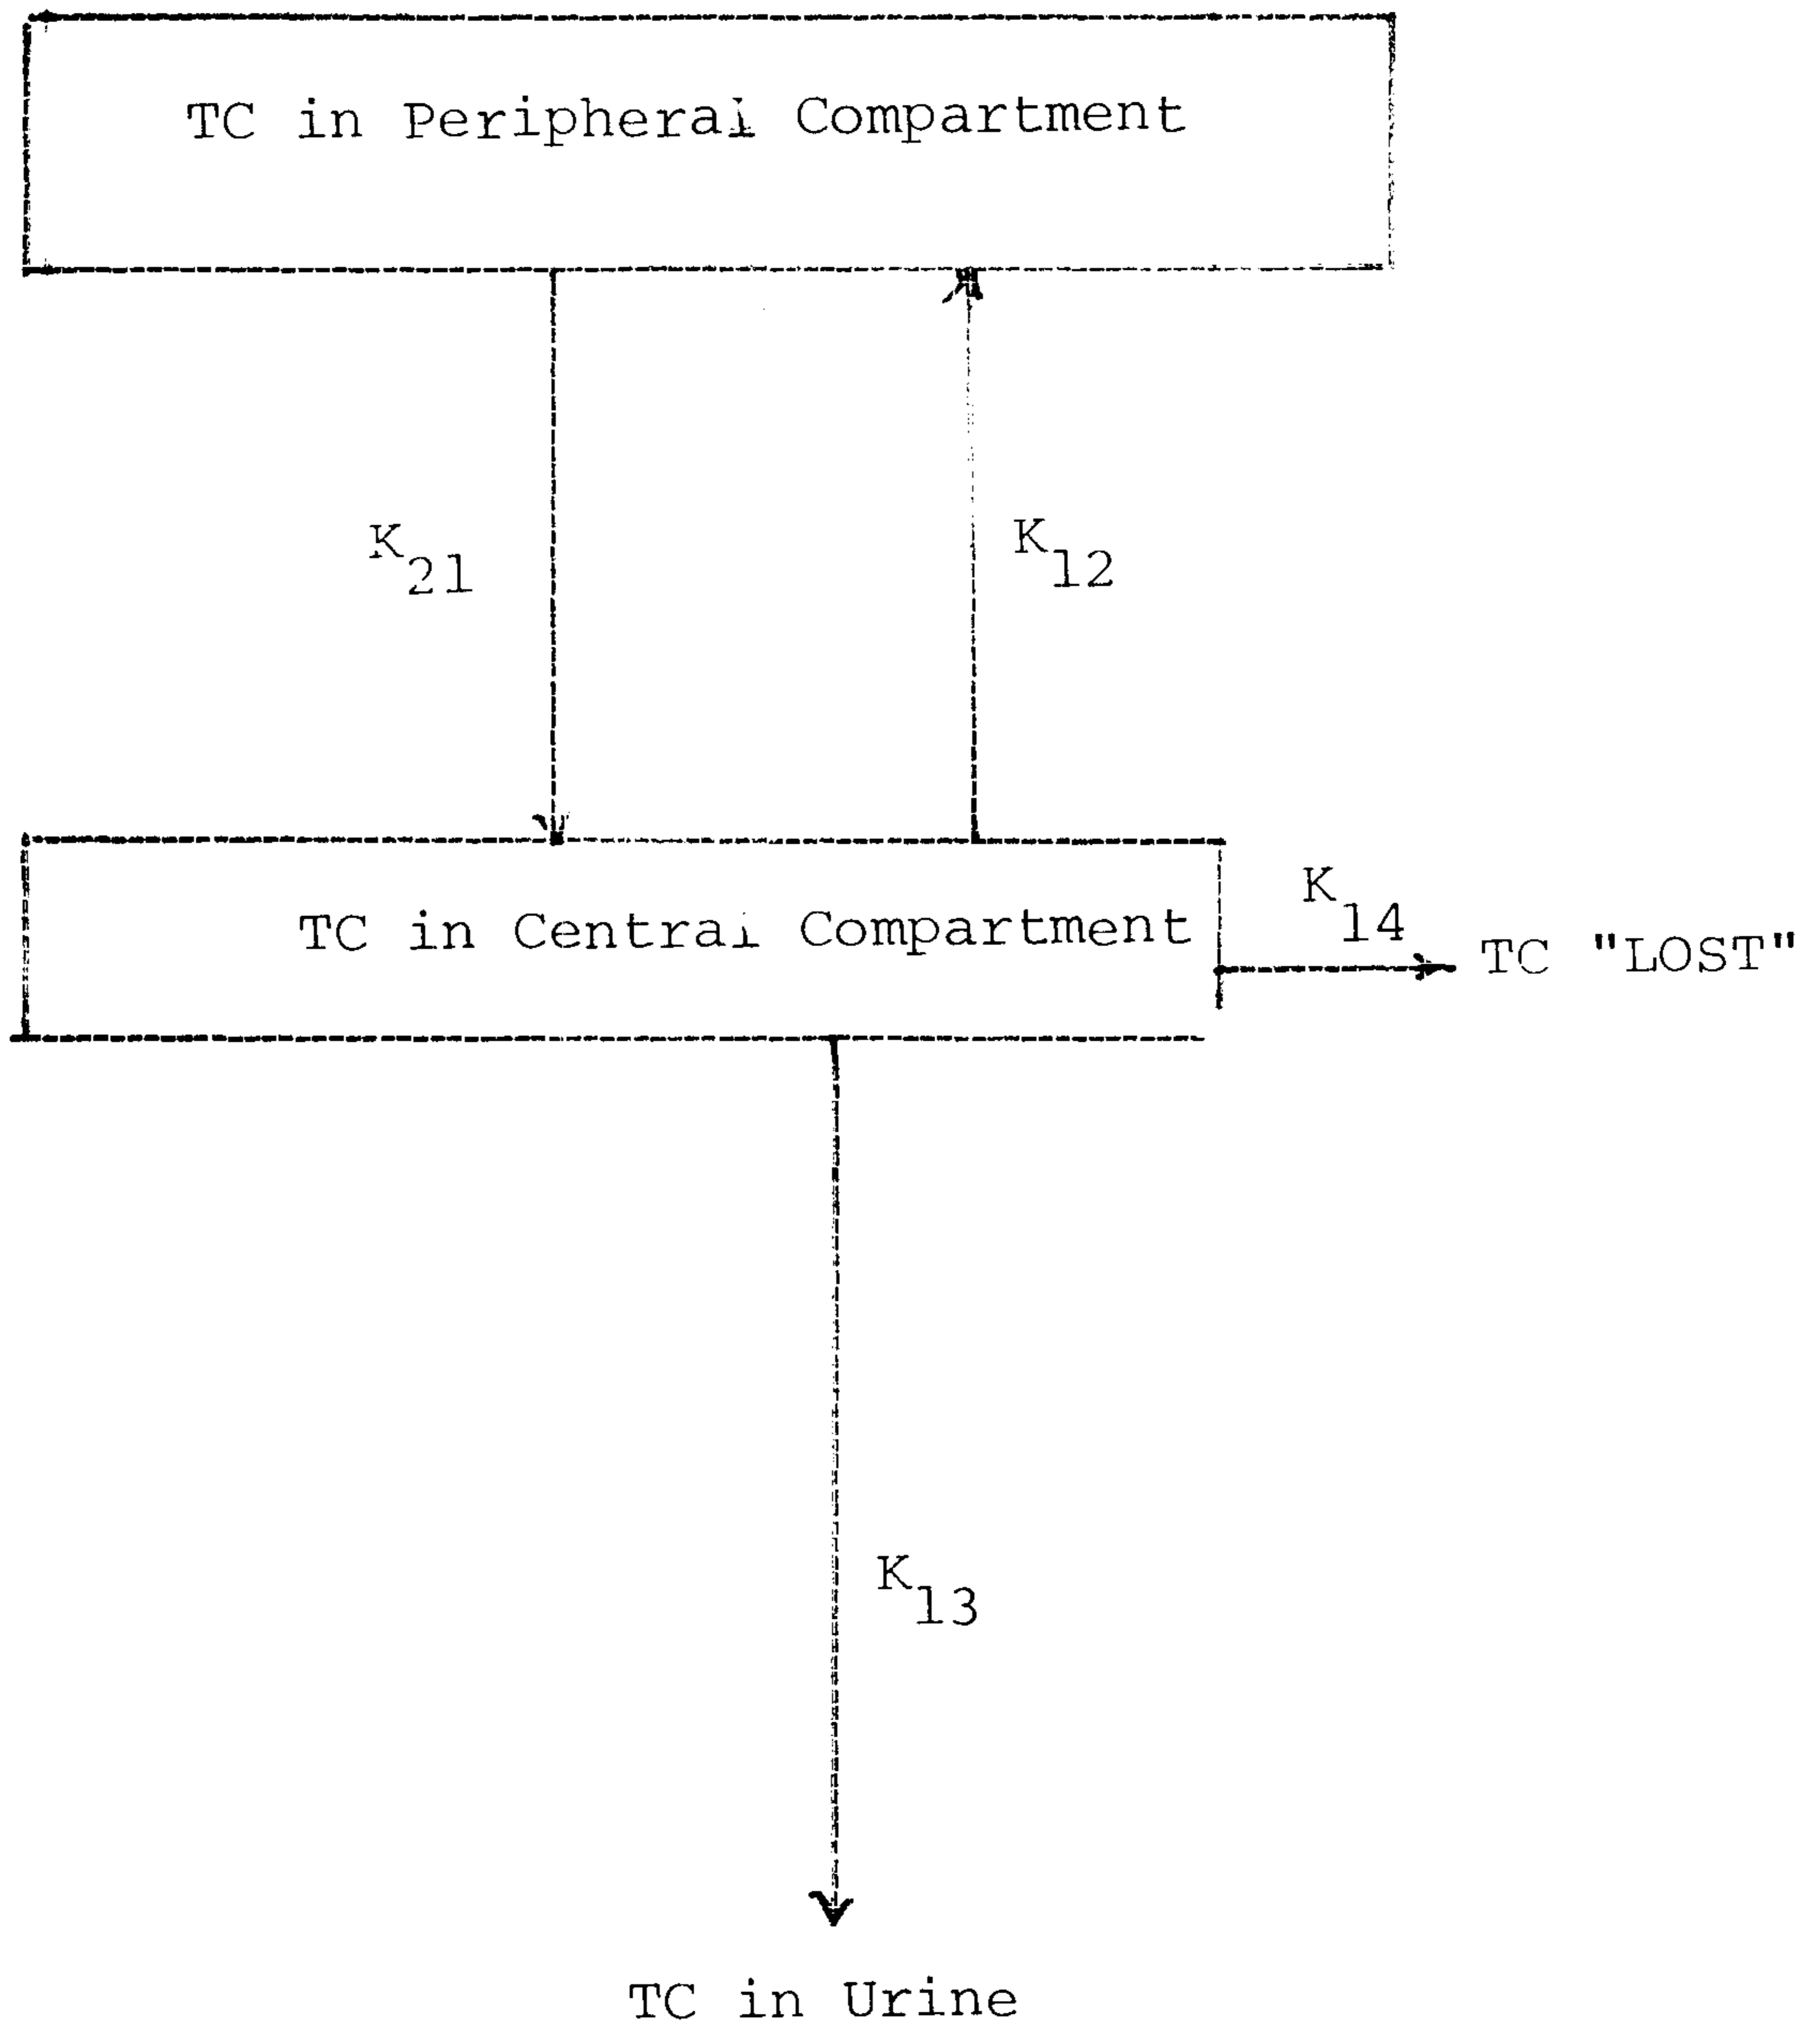 TC in Peripheral Compartment
K21
K12
TC in Central Compartment
K14
TC "LOST"
K13
TC in Urine